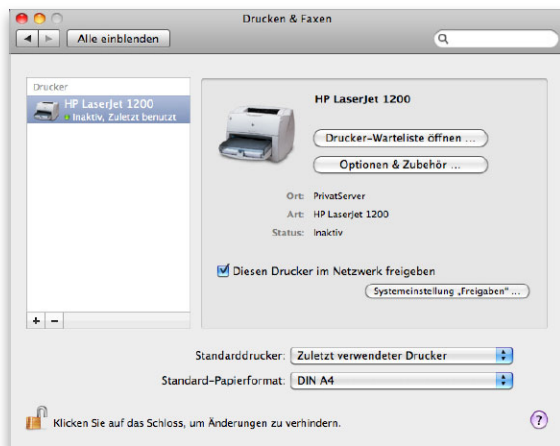 Drucken & Faxen
Alle einblenden
Drucker
HP LaserJet 1200
Inaktiv, Zuletzt benutzt
HP LaserJet 1200
Drucker-Warteliste öffnen ...
Optionen & Zubehör ...
Ort: PrivatServer
Art: HP LaserJet 1200
Status: Inaktiv
Diesen Drucker im Netzwerk freigeben
Systemeinstellung „Freigaben“ ...
+ −
Standarddrucker: Zuletzt verwendeter Drucker
Standard-Papierformat: DIN A4
Klicken Sie auf das Schloss, um Änderungen zu verhindern.
?